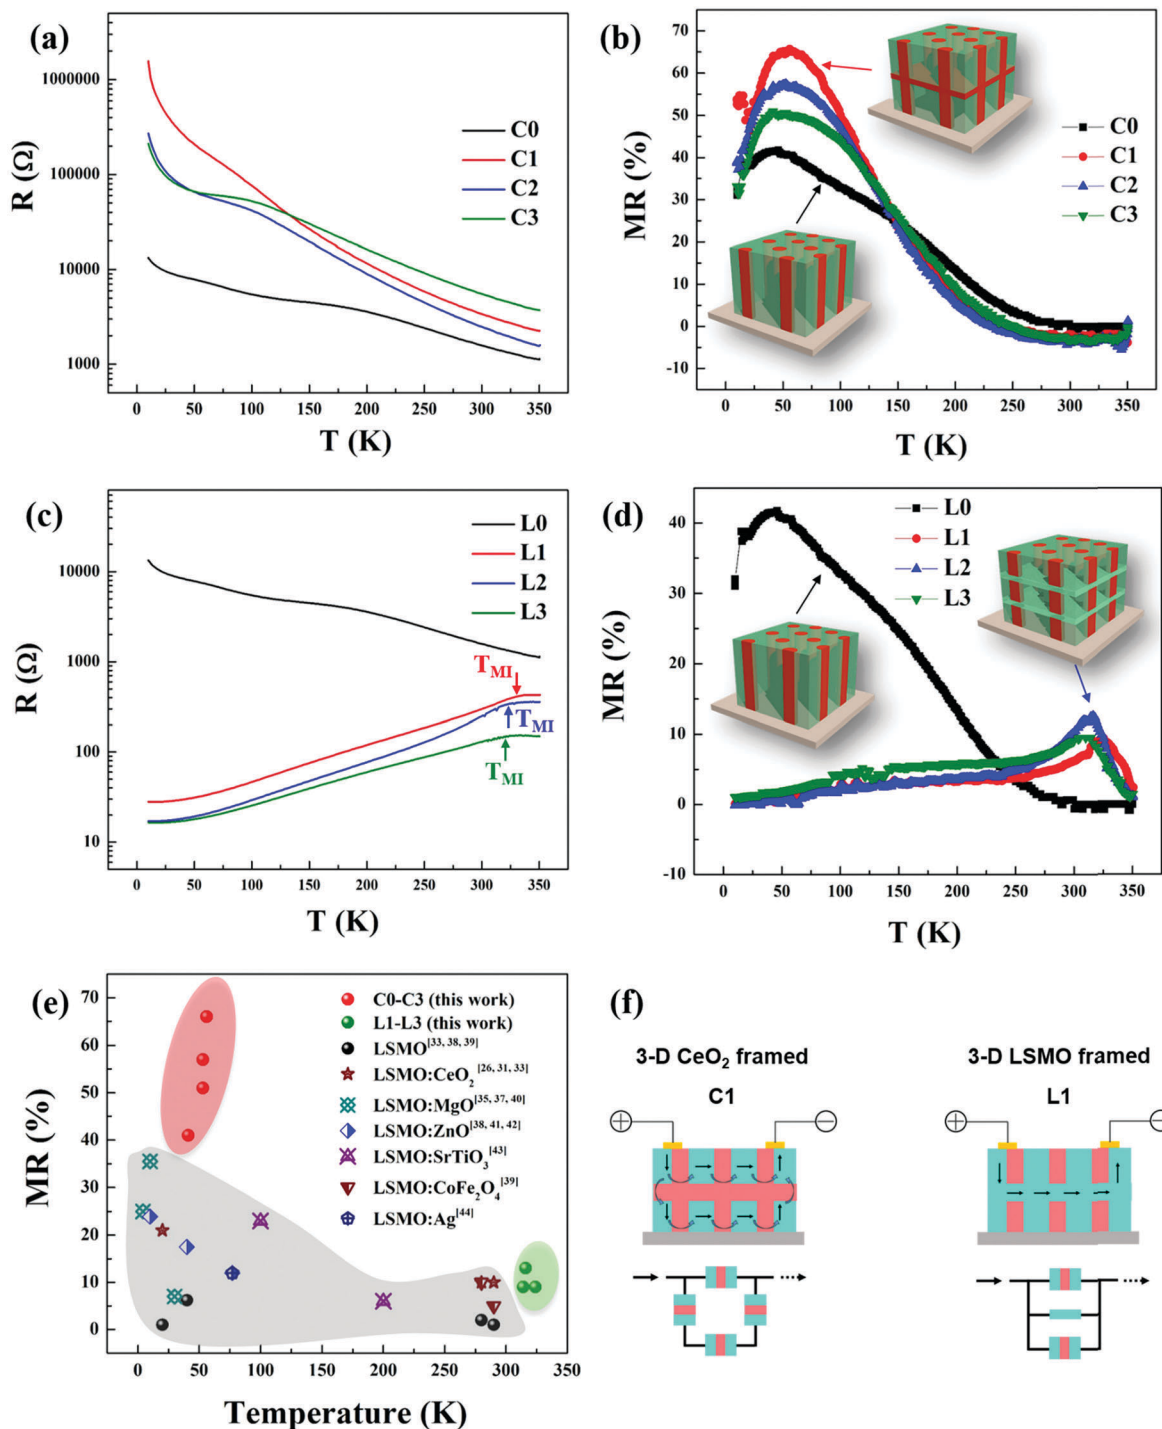 (a)
R (Ω)
1000000
100000
10000
1000
C0
C1
C2
C3
0 50 100 150 200 250 300 350
T (K)
(b)
MR (%)
70
65
60
50
40
30
20
10
0
-10
C0
C1
C2
C3
0 50 100 150 200 250 300 350
T (K)
(c)
R (Ω)
10000
1000
100
10
L0
L1
L2
L3
TMI
TMI
TMI
0 50 100 150 200 250 300 350
T (K)
(d)
MR (%)
40
30
20
10
0
-10
L0
L1
L2
L3
0 50 100 150 200 250 300 350
T (K)
(e)
MR (%)
70
60
50
40
30
20
10
0
C0-C3 (this work)
L1-L3 (this work)
LSMO[33, 38, 39]
LSMO:CeO2[26, 31, 33]
LSMO:MgO[35, 37, 40]
LSMO:ZnO[38, 41, 42]
LSMO:SrTiO3[43]
LSMO:CoFe2O4[39]
LSMO:Ag[44]
0 50 100 150 200 250 300 350
Temperature (K)
(f)
3-D CeO2 framed
C1
3-D LSMO framed
L1
+ −
+ −